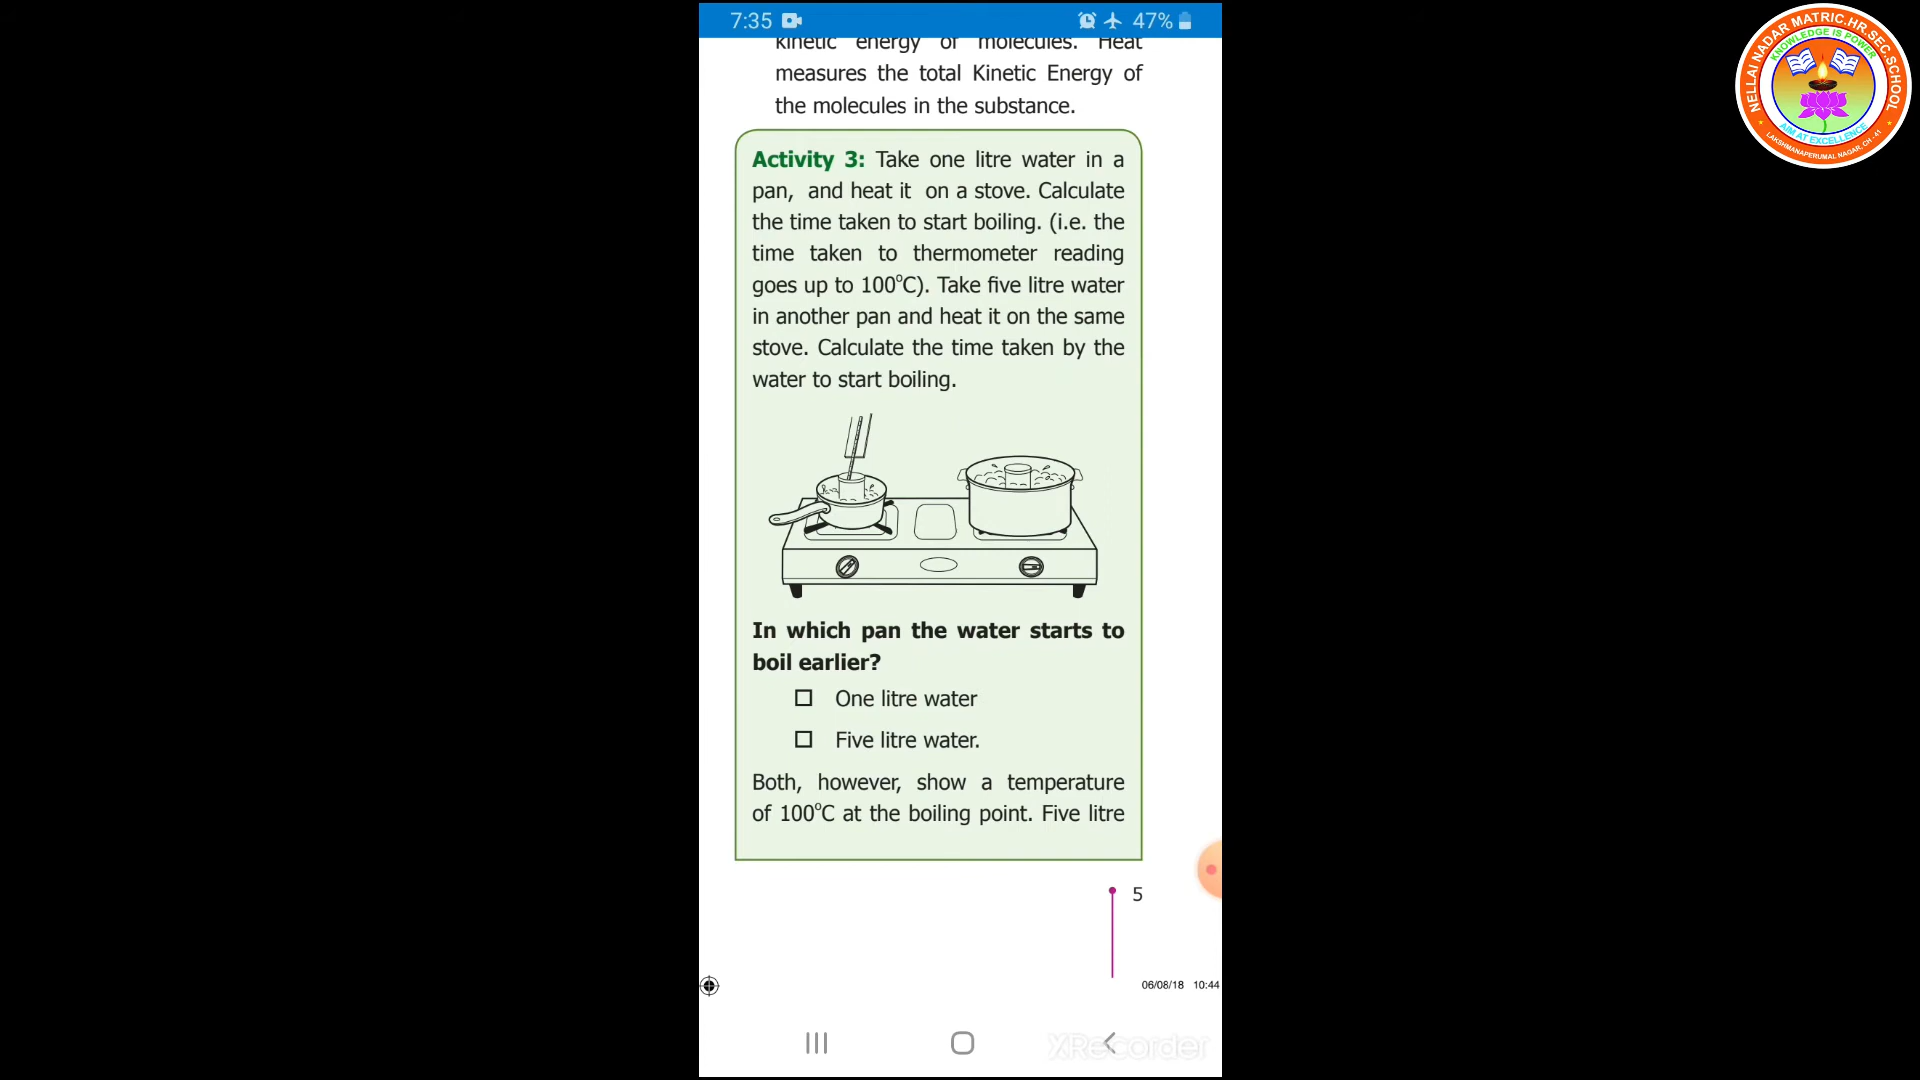 7:35
47%
kinetic energy of molecules. Heat
measures the total Kinetic Energy of
the molecules in the substance.
Activity 3: Take one litre water in a
pan, and heat it on a stove. Calculate
the time taken to start boiling. (i.e. the
time taken to thermometer reading
goes up to 100°C). Take five litre water
in another pan and heat it on the same
stove. Calculate the time taken by the
water to start boiling.
In which pan the water starts to
boil earlier?
One litre water
Five litre water.
Both, however, show a temperature
of 100°C at the boiling point. Five litre
5
06/08/18 10:44
XRecorder
NELLAI NADAR MATRIC.HR.SEC.SCHOOL
KNOWLEDGE IS POWER
AIM AT EXCELLENCE
LAKSHMANAPERUMAL NAGAR, CH - 41